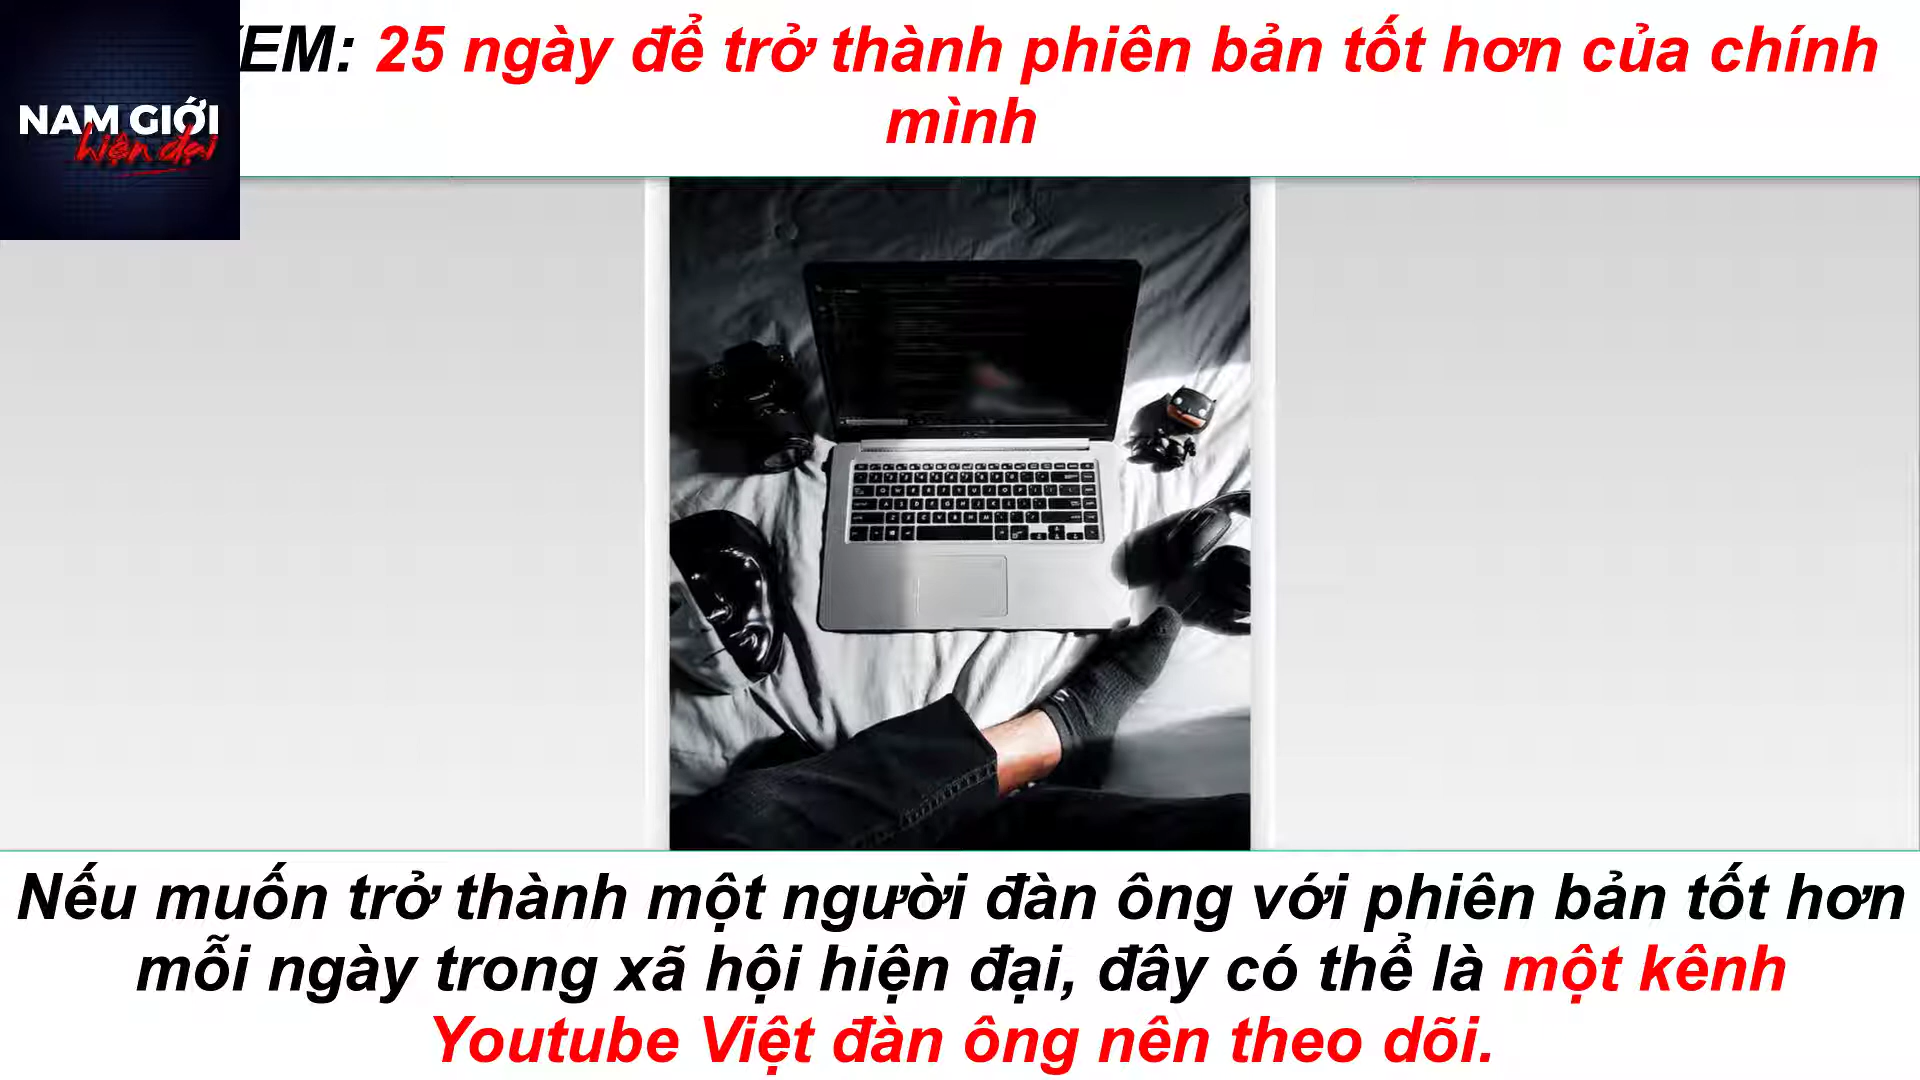 EM: 25 ngày để trở thành phiên bản tốt hơn của chính
mình
NAM GIỚI
hiện đại
Nếu muốn trở thành một người đàn ông với phiên bản tốt hơn
mỗi ngày trong xã hội hiện đại, đây có thể là một kênh
Youtube Việt đàn ông nên theo dõi.